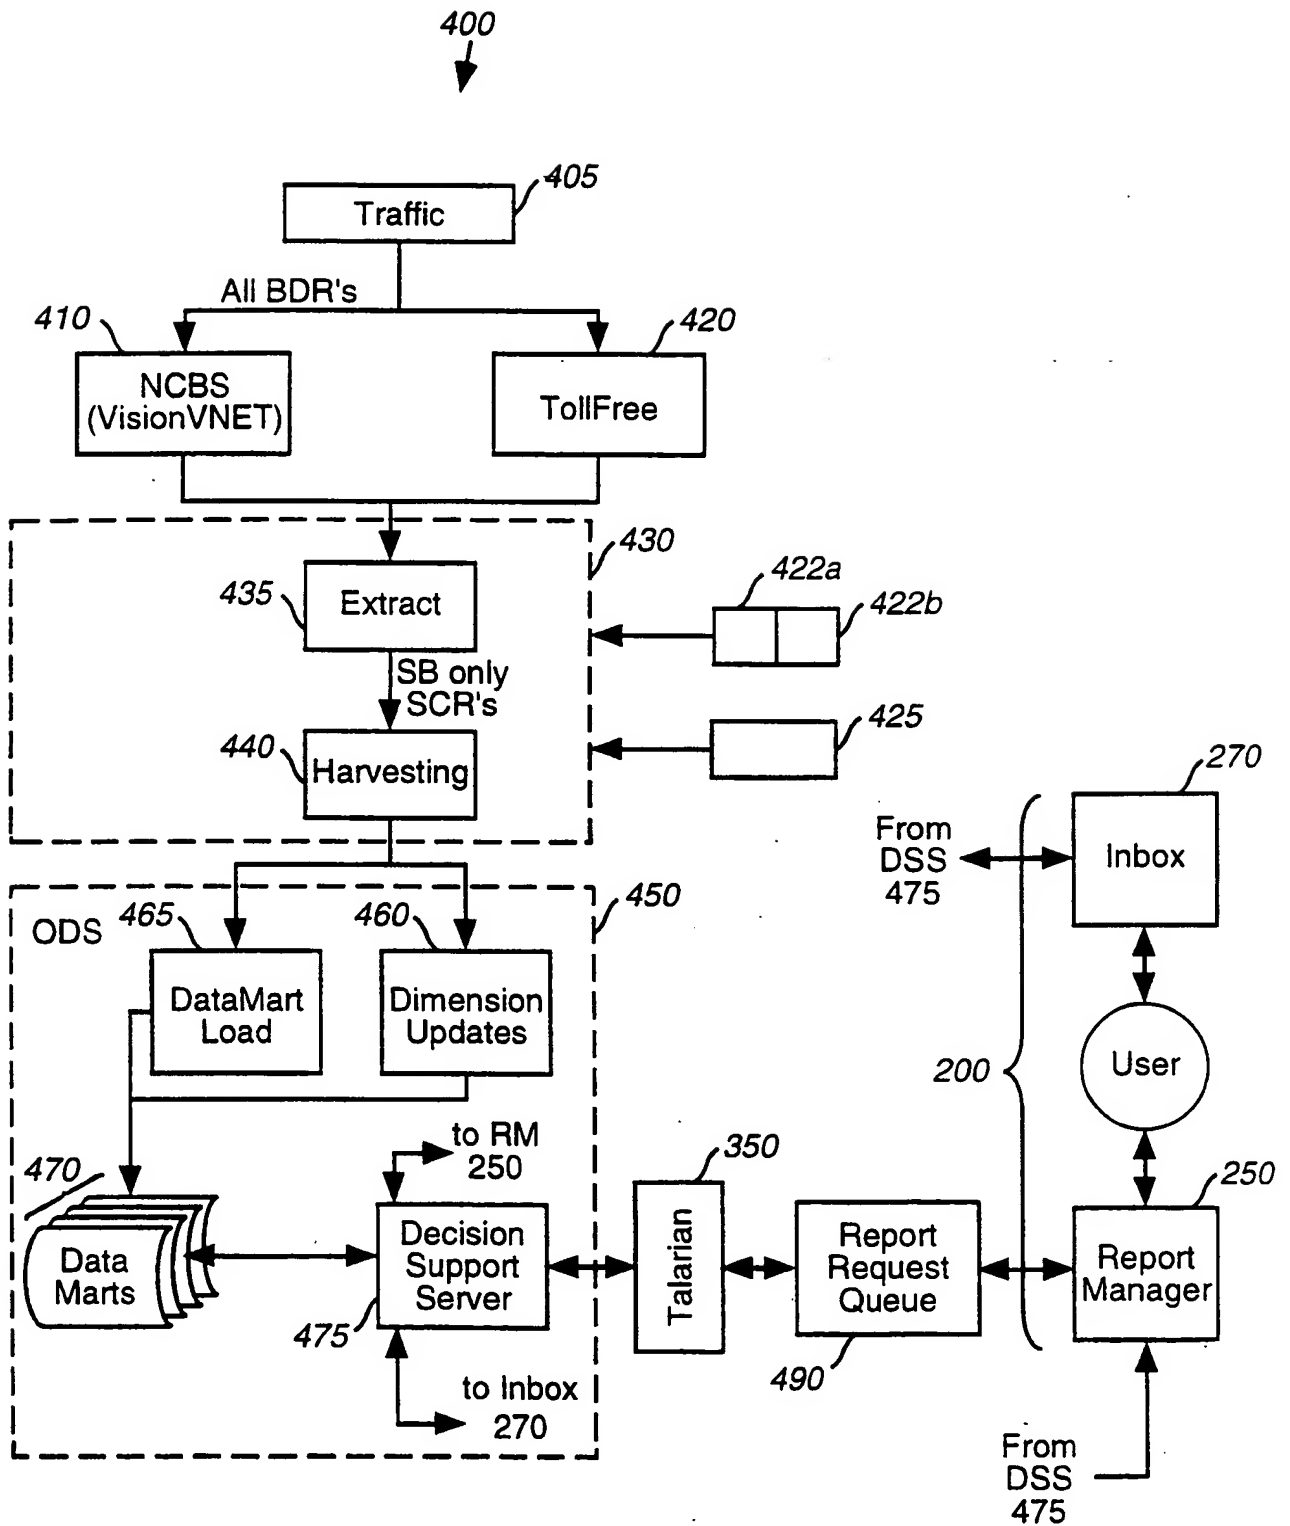 400
405
Traffic
All BDR's
410
420
NCBS
(VisionVNET)
TollFree
430
435
Extract
422a
422b
SB only
SCR's
425
440
Harvesting
270
From
DSS
475
Inbox
450
ODS
465
460
DataMart
Load
Dimension
Updates
200
User
to RM
250
470
350
250
Data
Marts
Decision
Support
Server
475
Talarian
Report
Request
Queue
490
Report
Manager
to Inbox
270
From
DSS
475